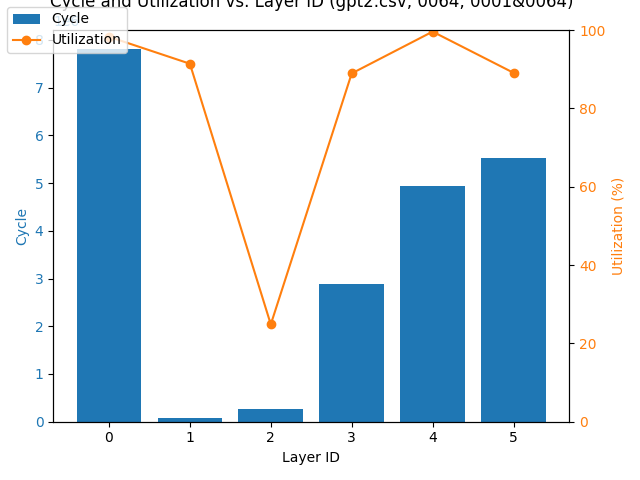 Cycle and Utilization vs. Layer ID (gpt2.csv, 0064, 0001&0064)
Cycle
Utilization
8
7
6
5
4
3
2
1
0
Cycle
100
80
60
40
20
0
Utilization (%)
0 1 2 3 4 5
Layer ID